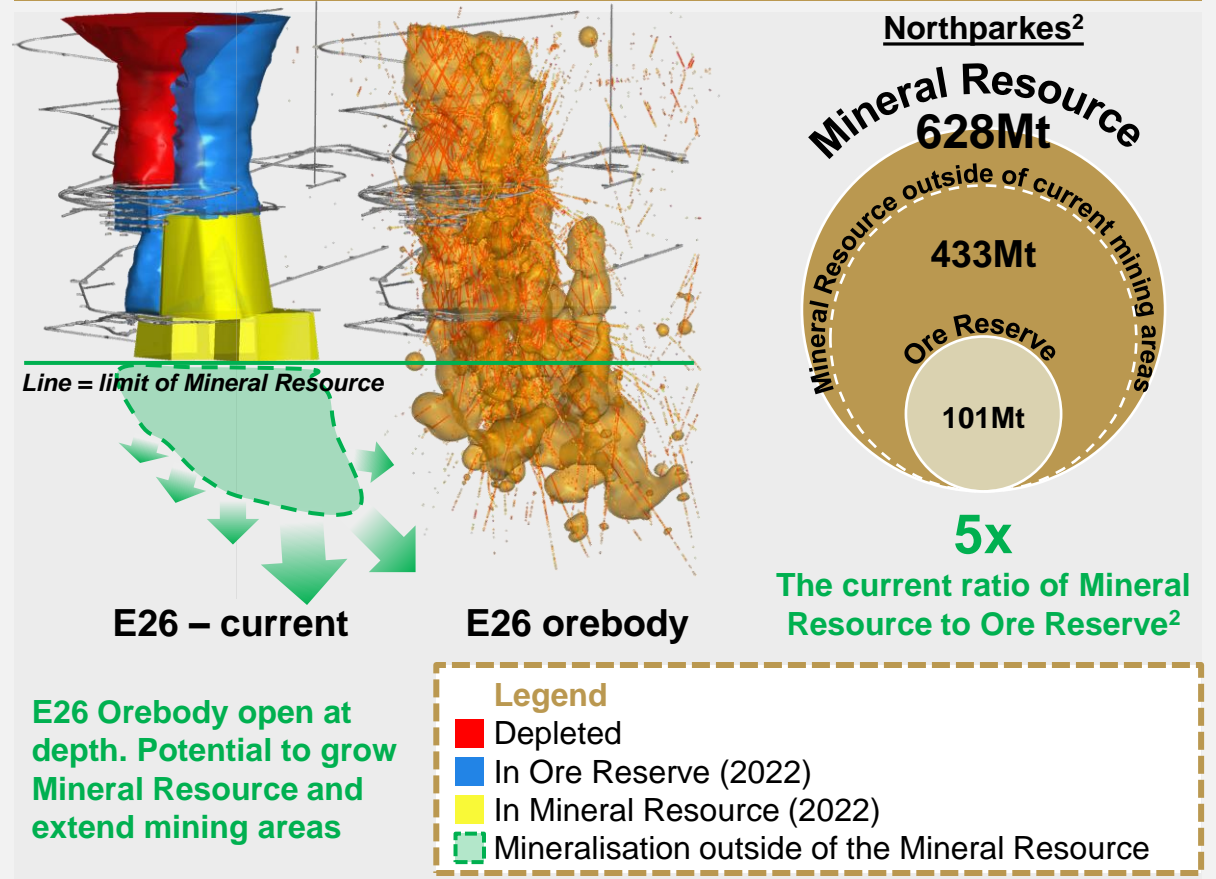 Northparkes²
Mineral Resource
628Mt
Mineral Resource outside of current mining areas
433Mt
Ore Reserve
101Mt
5x
The current ratio of Mineral
Resource to Ore Reserve²
Line = limit of Mineral Resource
E26 – current
E26 orebody
E26 Orebody open at
depth. Potential to grow
Mineral Resource and
extend mining areas
Legend
Depleted
In Ore Reserve (2022)
In Mineral Resource (2022)
Mineralisation outside of the Mineral Resource